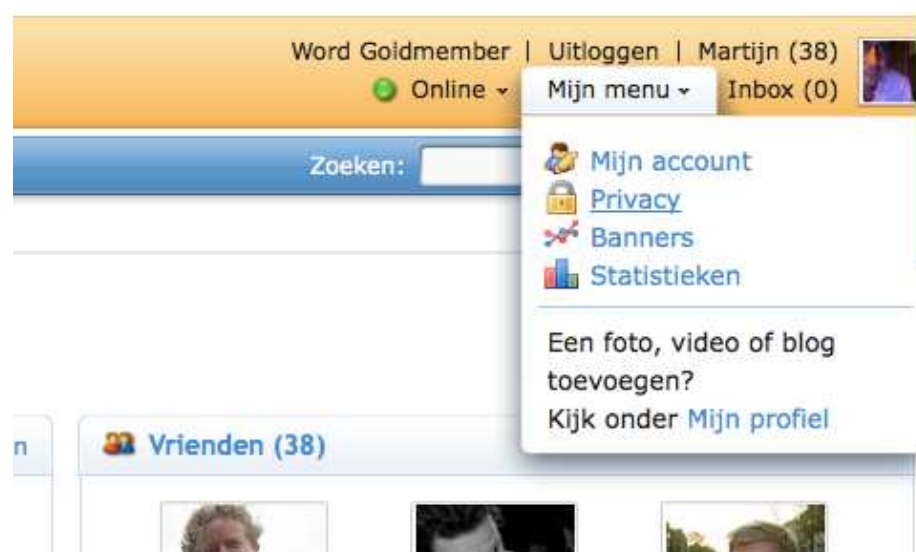 Word Goldmember | Uitloggen | Martijn (38)
Online Mijn menu Inbox (0)
Zoeken:
Mijn account
Privacy
Banners
Statistieken
Een foto, video of blog
toevoegen?
Kijk onder Mijn profiel
n
Vrienden (38)